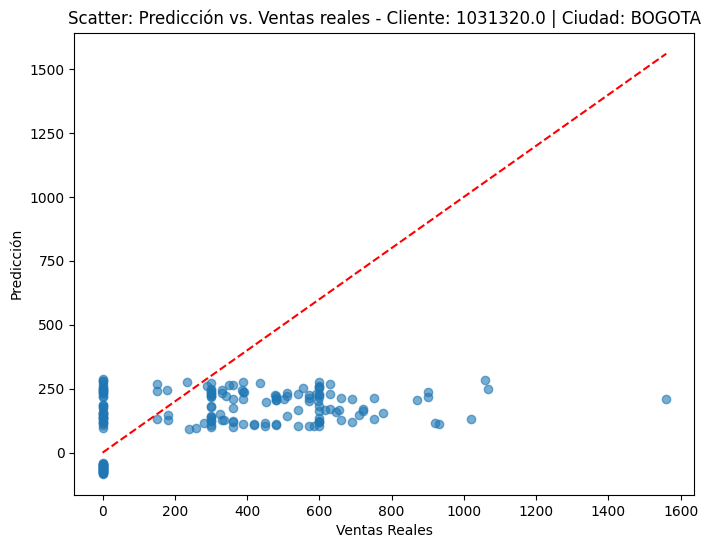 Scatter: Predicción vs. Ventas reales - Cliente: 1031320.0 | Ciudad: BOGOTA
1500
1250
1000
750
500
250
0
Predicción
0 200 400 600 800 1000 1200 1400 1600
Ventas Reales